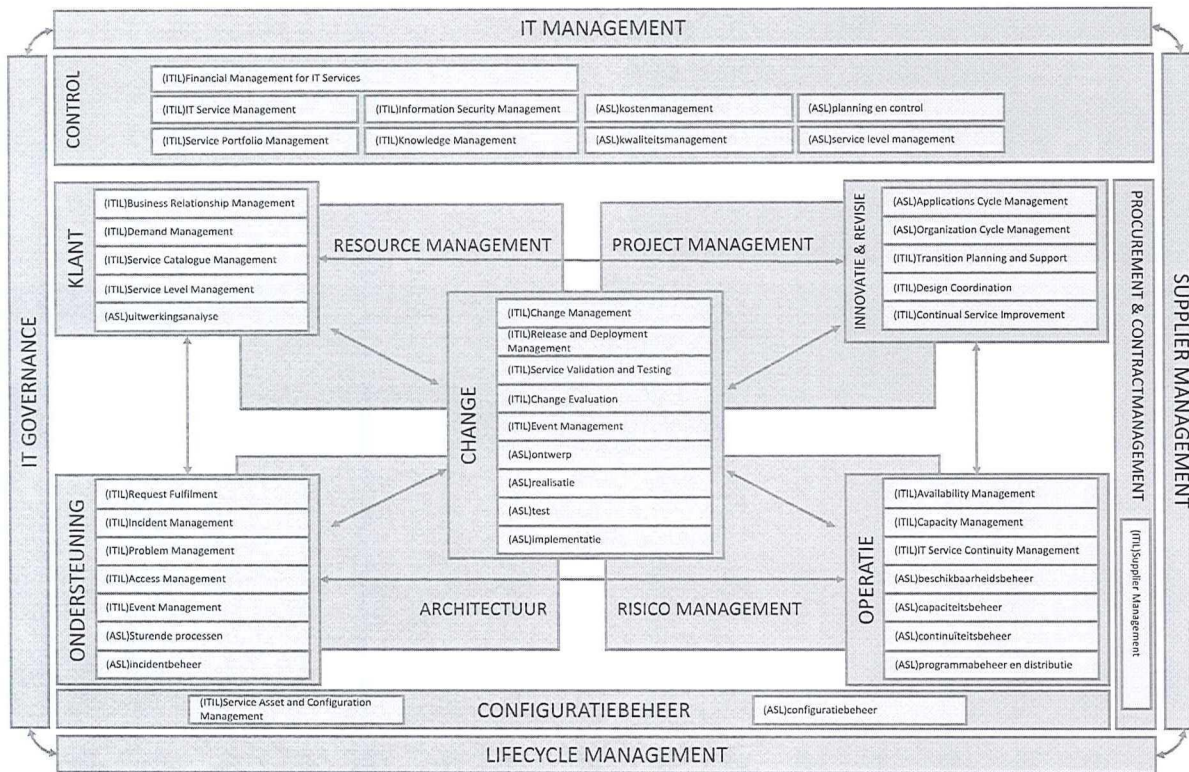 IT MANAGEMENT
IT GOVERNANCE
CONTROL
(ITIL)Financial Management for IT Services
(ITIL)IT Service Management
(ITIL)Information Security Management
(ASL)kostenmanagement
(ASL)planning en control
(ITIL)Service Portfolio Management
(ITIL)Knowledge Management
(ASL)kwaliteitsmanagement
(ASL)service level management
KLANT
(ITIL)Business Relationship Management
(ITIL)Demand Management
(ITIL)Service Catalogue Management
(ITIL)Service Level Management
(ASL)uitwerkingsanalyse
RESOURCE MANAGEMENT
PROJECT MANAGEMENT
INNOVATIE & REVISIE
(ASL)Applications Cycle Management
(ASL)Organization Cycle Management
(ITIL)Transition Planning and Support
(ITIL)Design Coordination
(ITIL)Continual Service Improvement
CHANGE
(ITIL)Change Management
(ITIL)Release and Deployment
Management
(ITIL)Service Validation and Testing
(ITIL)Change Evaluation
(ITIL)Event Management
(ASL)ontwerp
(ASL)realisatie
(ASL)test
(ASL)implementatie
ONDERSTEUNING
(ITIL)Request Fulfilment
(ITIL)Incident Management
(ITIL)Problem Management
(ITIL)Access Management
(ITIL)Event Management
(ASL)Sturende processen
(ASL)incidentbeheer
ARCHITECTUUR
RISICO MANAGEMENT
OPERATIE
(ITIL)Availability Management
(ITIL)Capacity Management
(ITIL)IT Service Continuity Management
(ASL)beschikbaarheidsbeheer
(ASL)capaciteitsbeheer
(ASL)continuïteitsbeheer
(ASL)programmabeheer en distributie
PROCUREMENT & CONTRACTMANAGEMENT
(ITIL)Supplier Management
SUPPLIER MANAGEMENT
(ITIL)Service Asset and Configuration
Management
CONFIGURATIEBEHEER
(ASL)configuratiebeheer
LIFECYCLE MANAGEMENT